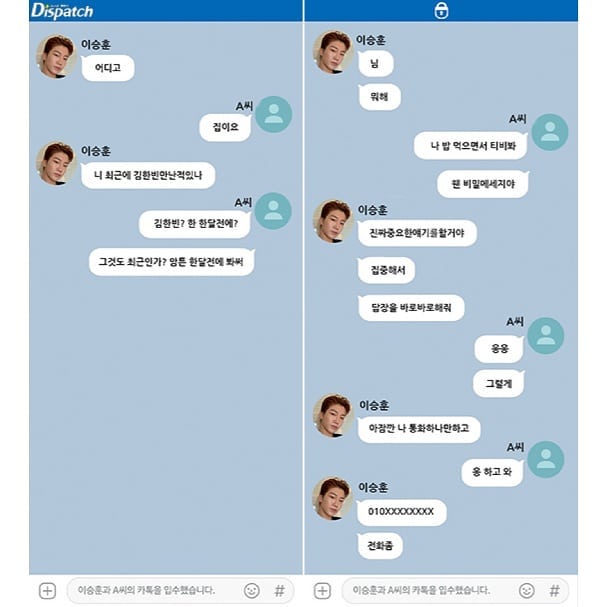 Dispatch
이승훈
어디고
A씨
집이요
이승훈
니 최근에 김한빈만난적있나
A씨
김한빈? 한 한달전에?
그것도 최근인가? 암튼 한달전에 봐써
이승훈과 A씨의 카톡을 입수했습니다.
#
이승훈
님
뭐해
A씨
나 밥 먹으면서 티비봐
웬 비밀에세지야
이승훈
진짜중요한얘기를할거야
집중해서
답장을 바로바로해줘
A씨
웅웅
그렇게
이승훈
아잠깐 나 통화하나만하고
A씨
웅 하고 와
이승훈
010XXXXXXXX
전화좀
이승훈과 A씨의 카톡을 입수했습니다.
#